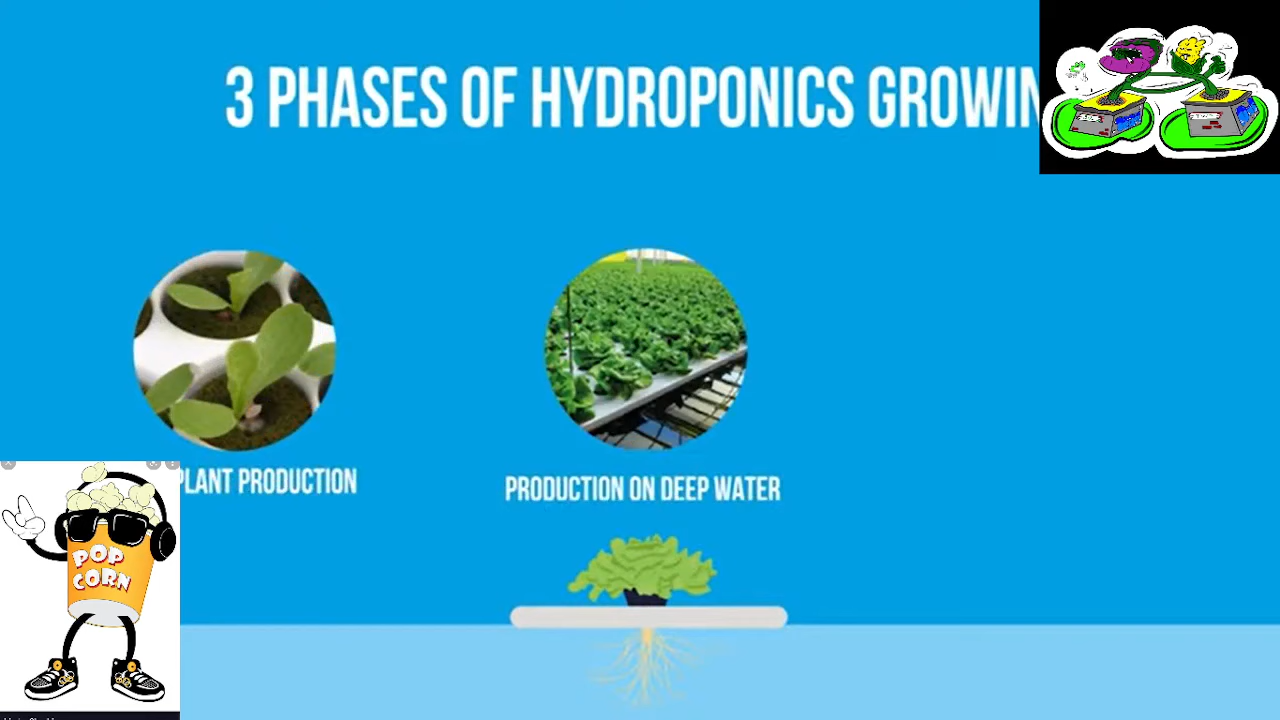 3 PHASES OF HYDROPONICS GROWIN
PLANT PRODUCTION
PRODUCTION ON DEEP WATER
POP
CORN